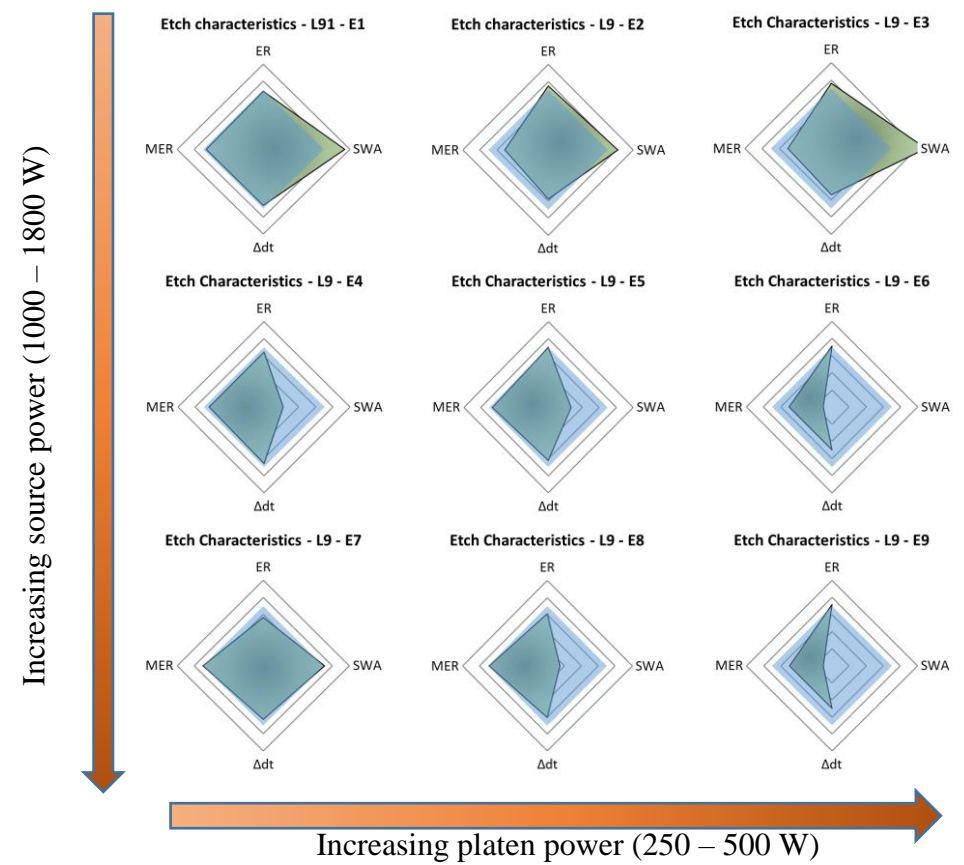 Etch characteristics - L91 - E1
ER
MER
SWA
Δdt
Etch characteristics - L9 - E2
ER
MER
SWA
Δdt
Etch characteristics - L9 - E3
ER
MER
SWA
Δdt
Etch Characteristics - L9 - E4
ER
MER
SWA
Δdt
Etch Characteristics - L9 - E5
ER
MER
SWA
Δdt
Etch Characteristics - L9 - E6
ER
MER
SWA
Δdt
Etch Characteristics - L9 - E7
ER
MER
SWA
Δdt
Etch Characteristics - L9 - E8
ER
MER
SWA
Δdt
Etch Characteristics - L9 - E9
ER
MER
SWA
Δdt
Increasing source power (1000 – 1800 W)
Increasing platen power (250 – 500 W)